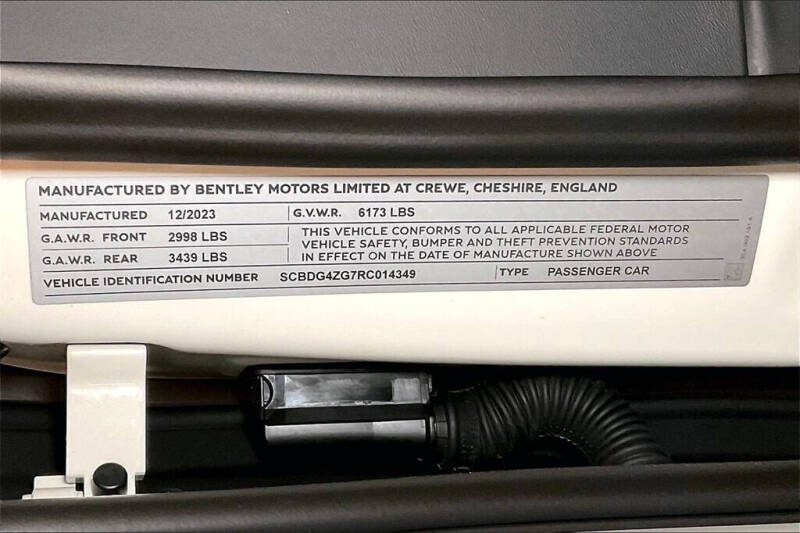 MANUFACTURED BY BENTLEY MOTORS LIMITED AT CREWE, CHESHIRE, ENGLAND
MANUFACTURED 12/2023 G.V.W.R. 6173 LBS
G.A.W.R. FRONT 2998 LBS
G.A.W.R. REAR 3439 LBS
THIS VEHICLE CONFORMS TO ALL APPLICABLE FEDERAL MOTOR
VEHICLE SAFETY, BUMPER AND THEFT PREVENTION STANDARDS
IN EFFECT ON THE DATE OF MANUFACTURE SHOWN ABOVE
VEHICLE IDENTIFICATION NUMBER SCBDG4ZG7RC014349 TYPE PASSENGER CAR